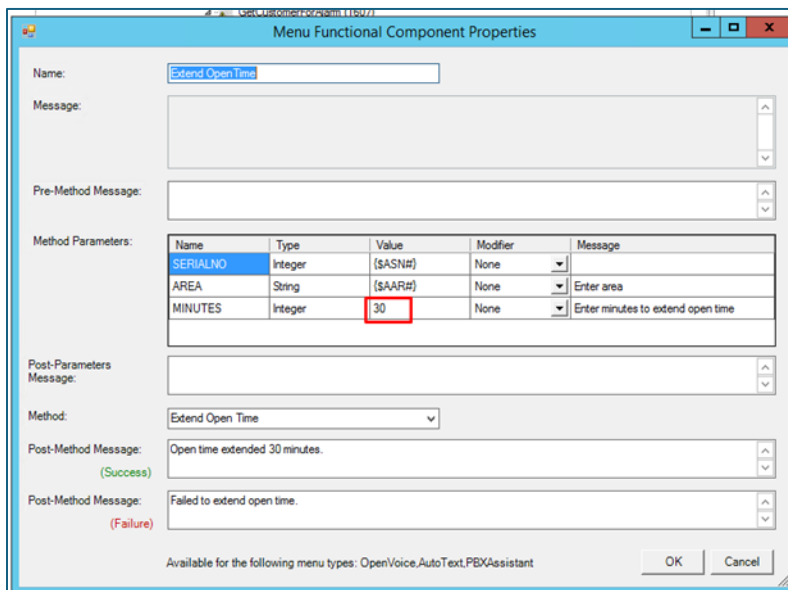 GetCustomerForAlarm (1607)
Menu Functional Component Properties
Name:
Extend Open Time
Message:
Pre-Method Message:
Method Parameters:
Name Type Value Modifier Message
SERIALNO Integer {$ASN#} None
AREA String {$AAR#} None Enter area
MINUTES Integer 30 None Enter minutes to extend open time
Post-Parameters
Message:
Method:
Extend Open Time
Post-Method Message:
(Success)
Open time extended 30 minutes.
Post-Method Message:
(Failure)
Failed to extend open time.
Available for the following menu types: OpenVoice,AutoText,PBXAssistant
OK Cancel